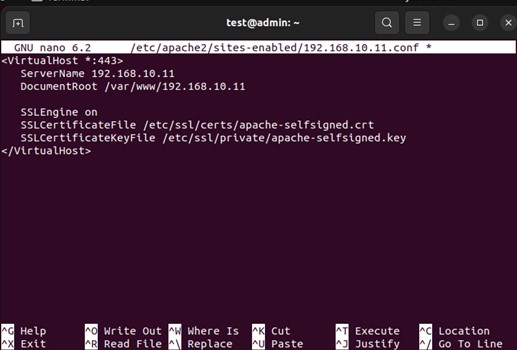 test@admin: ~
GNU nano 6.2 /etc/apache2/sites-enabled/192.168.10.11.conf *
<VirtualHost *:443>
ServerName 192.168.10.11
DocumentRoot /var/www/192.168.10.11
SSLEngine on
SSLCertificateFile /etc/ssl/certs/apache-selfsigned.crt
SSLCertificateKeyFile /etc/ssl/private/apache-selfsigned.key
</VirtualHost>
^G Help ^O Write Out ^W Where Is ^K Cut ^T Execute ^C Location
^X Exit ^R Read File ^\ Replace ^U Paste ^J Justify ^/ Go To Line